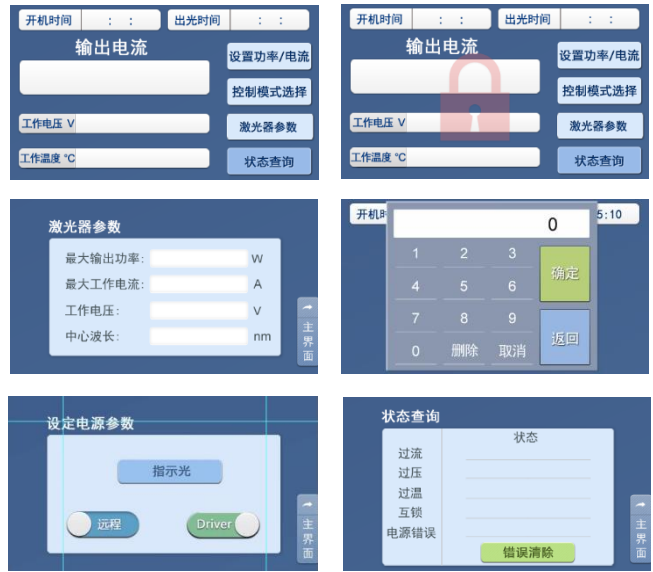 开机时间 : : 出光时间 : :
输出电流
设置功率/电流
控制模式选择
工作电压 V
激光器参数
工作温度 ℃
状态查询
开机时间 : : 出光时间 : :
输出电流
设置功率/电流
控制模式选择
工作电压 V
激光器参数
工作温度 ℃
状态查询
激光器参数
最大输出功率: W
最大工作电流: A
工作电压: V
中心波长: nm
主界面
开机 5:10
0
1 2 3
确定
4 5 6
7 8 9
返回
0 删除 取消
设定电源参数
指示光
远程 Driver
主界面
状态查询
状态
过流
过压
过温
互锁
电源错误
错误清除
主界面